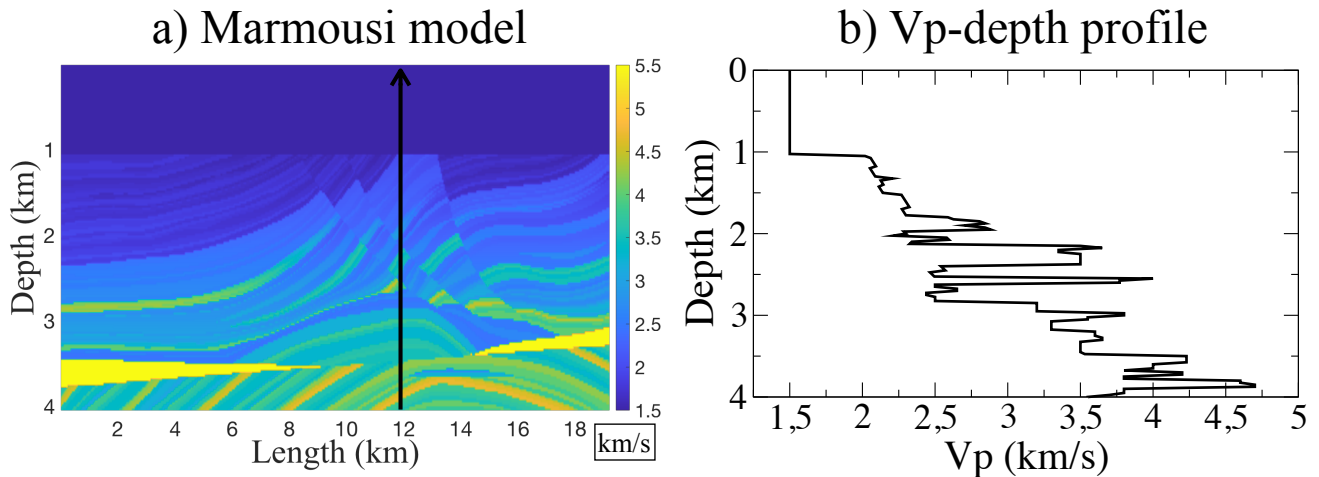 a) Marmousi model
1
2
3
4
Depth (km)
2 4 6 8 10 12 14 16 18
Length (km)
5.5
5
4.5
4
3.5
3
2.5
2
1.5
km/s
b) Vp-depth profile
0
1
2
3
4
Depth (km)
1,5 2 2,5 3 3,5 4 4,5 5
Vp (km/s)